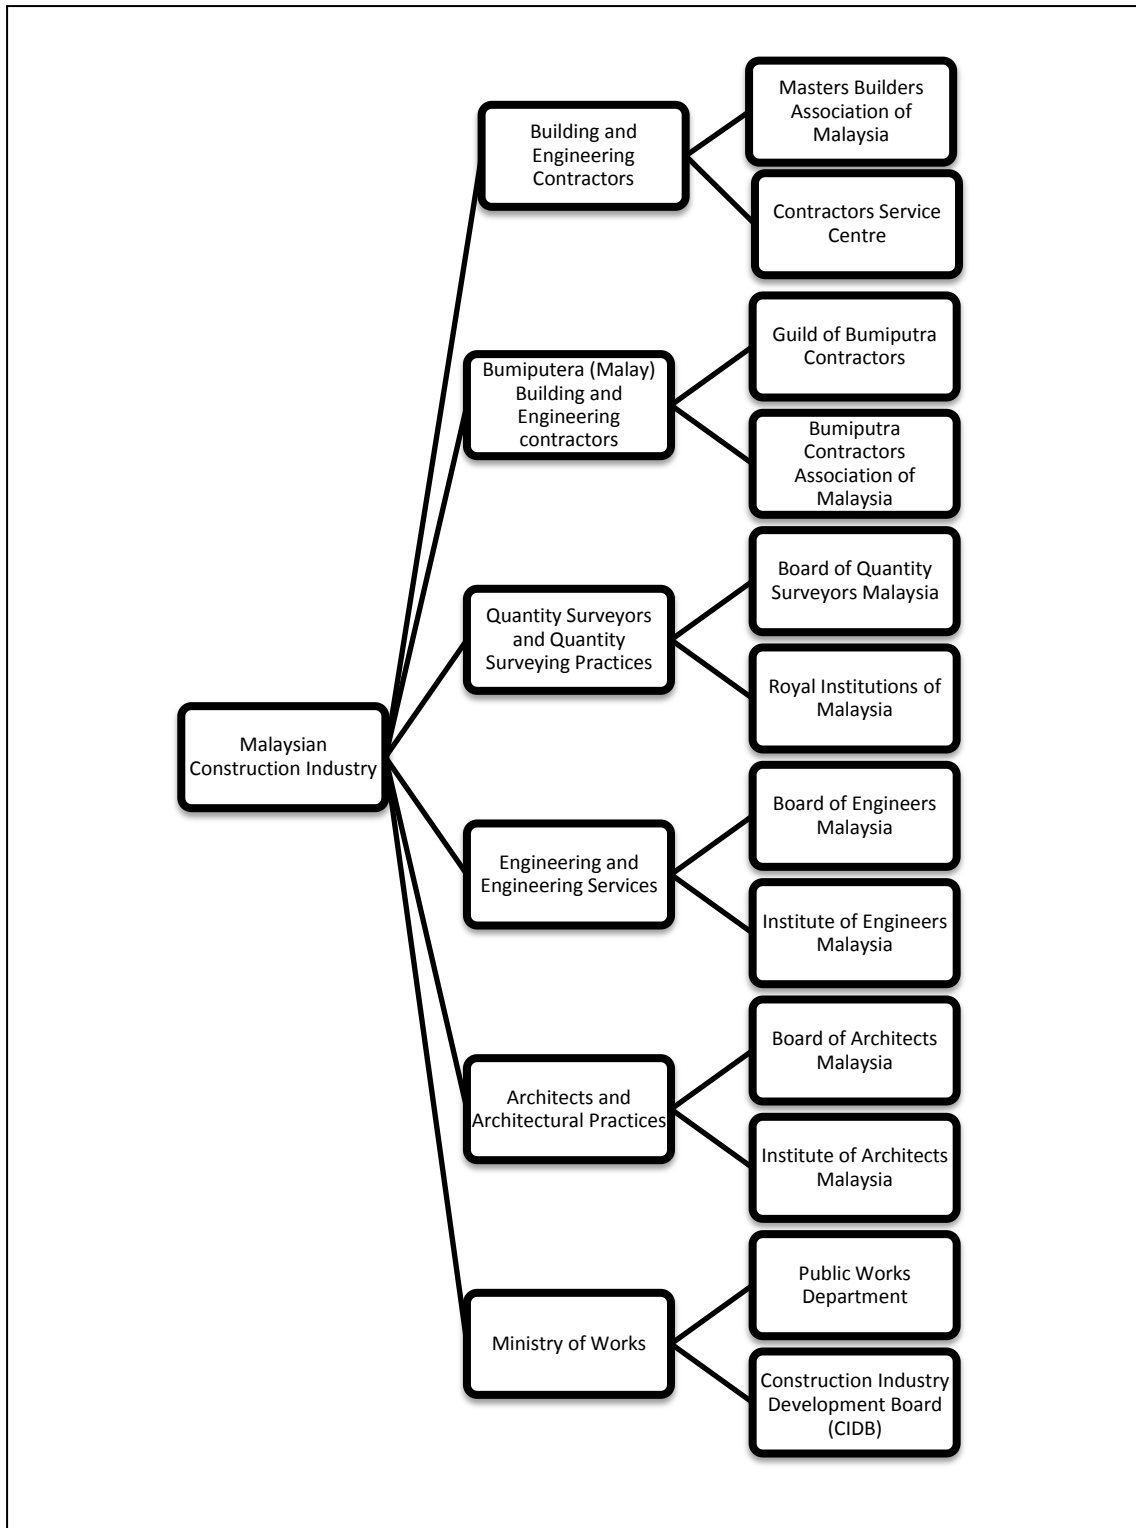 Masters Builders
Association of
Malaysia
Building and
Engineering
Contractors
Contractors Service
Centre
Guild of Bumiputra
Contractors
Bumiputera (Malay)
Building and
Engineering
contractors
Bumiputra
Contractors
Association of
Malaysia
Board of Quantity
Surveyors Malaysia
Quantity Surveyors
and Quantity
Surveying Practices
Royal Institutions of
Malaysia
Malaysian
Construction Industry
Board of Engineers
Malaysia
Engineering and
Engineering Services
Institute of Engineers
Malaysia
Board of Architects
Malaysia
Architects and
Architectural Practices
Institute of Architects
Malaysia
Public Works
Department
Ministry of Works
Construction Industry
Development Board
(CIDB)